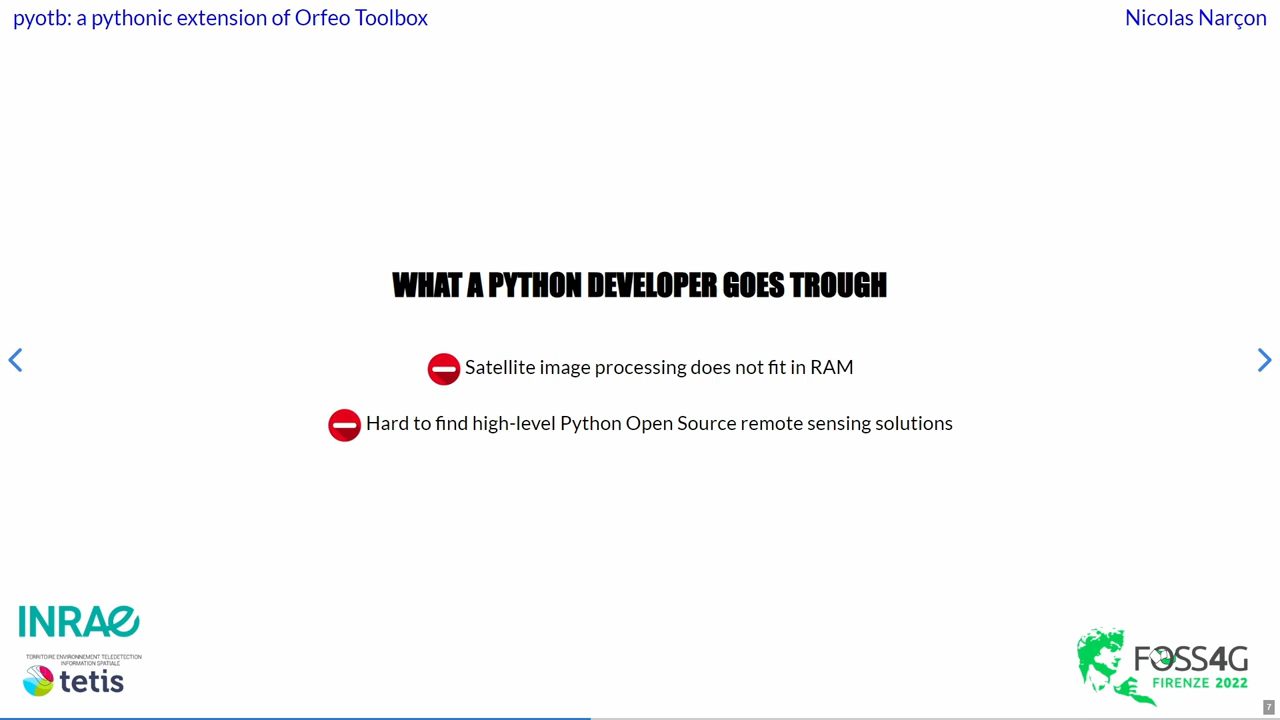 pyotb: a pythonic extension of Orfeo Toolbox
Nicolas Narçon
WHAT A PYTHON DEVELOPER GOES TROUGH
Satellite image processing does not fit in RAM
Hard to find high-level Python Open Source remote sensing solutions
INRAE
TERRITOIRE ENVIRONNEMENT TELEDETECTION
INFORMATION SPATIALE
tetis
FOSS4G
FIRENZE 2022
7